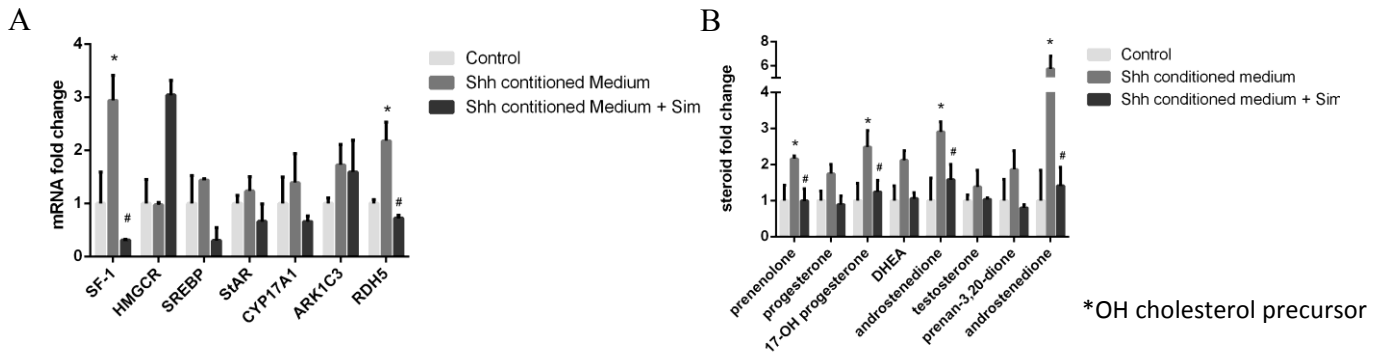 A
mRNA fold change
4
3
2
1
0
*
#
*
#
SF-1
HMGCR
SREBP
StAR
CYP17A1
ARK1C3
RDH5
Control
Shh contitioned Medium
Shh contitioned Medium + Sim
B
steroid fold change
8
6
4
3
2
1
0
*
#
*
#
*
#
*
#
prenenolone
progesterone
17-OH progesterone
DHEA
androstenedione
testosterone
prenan-3,20-dione
androstenedione
Control
Shh conditioned medium
Shh conditioned medium + Sim
*OH cholesterol precursor